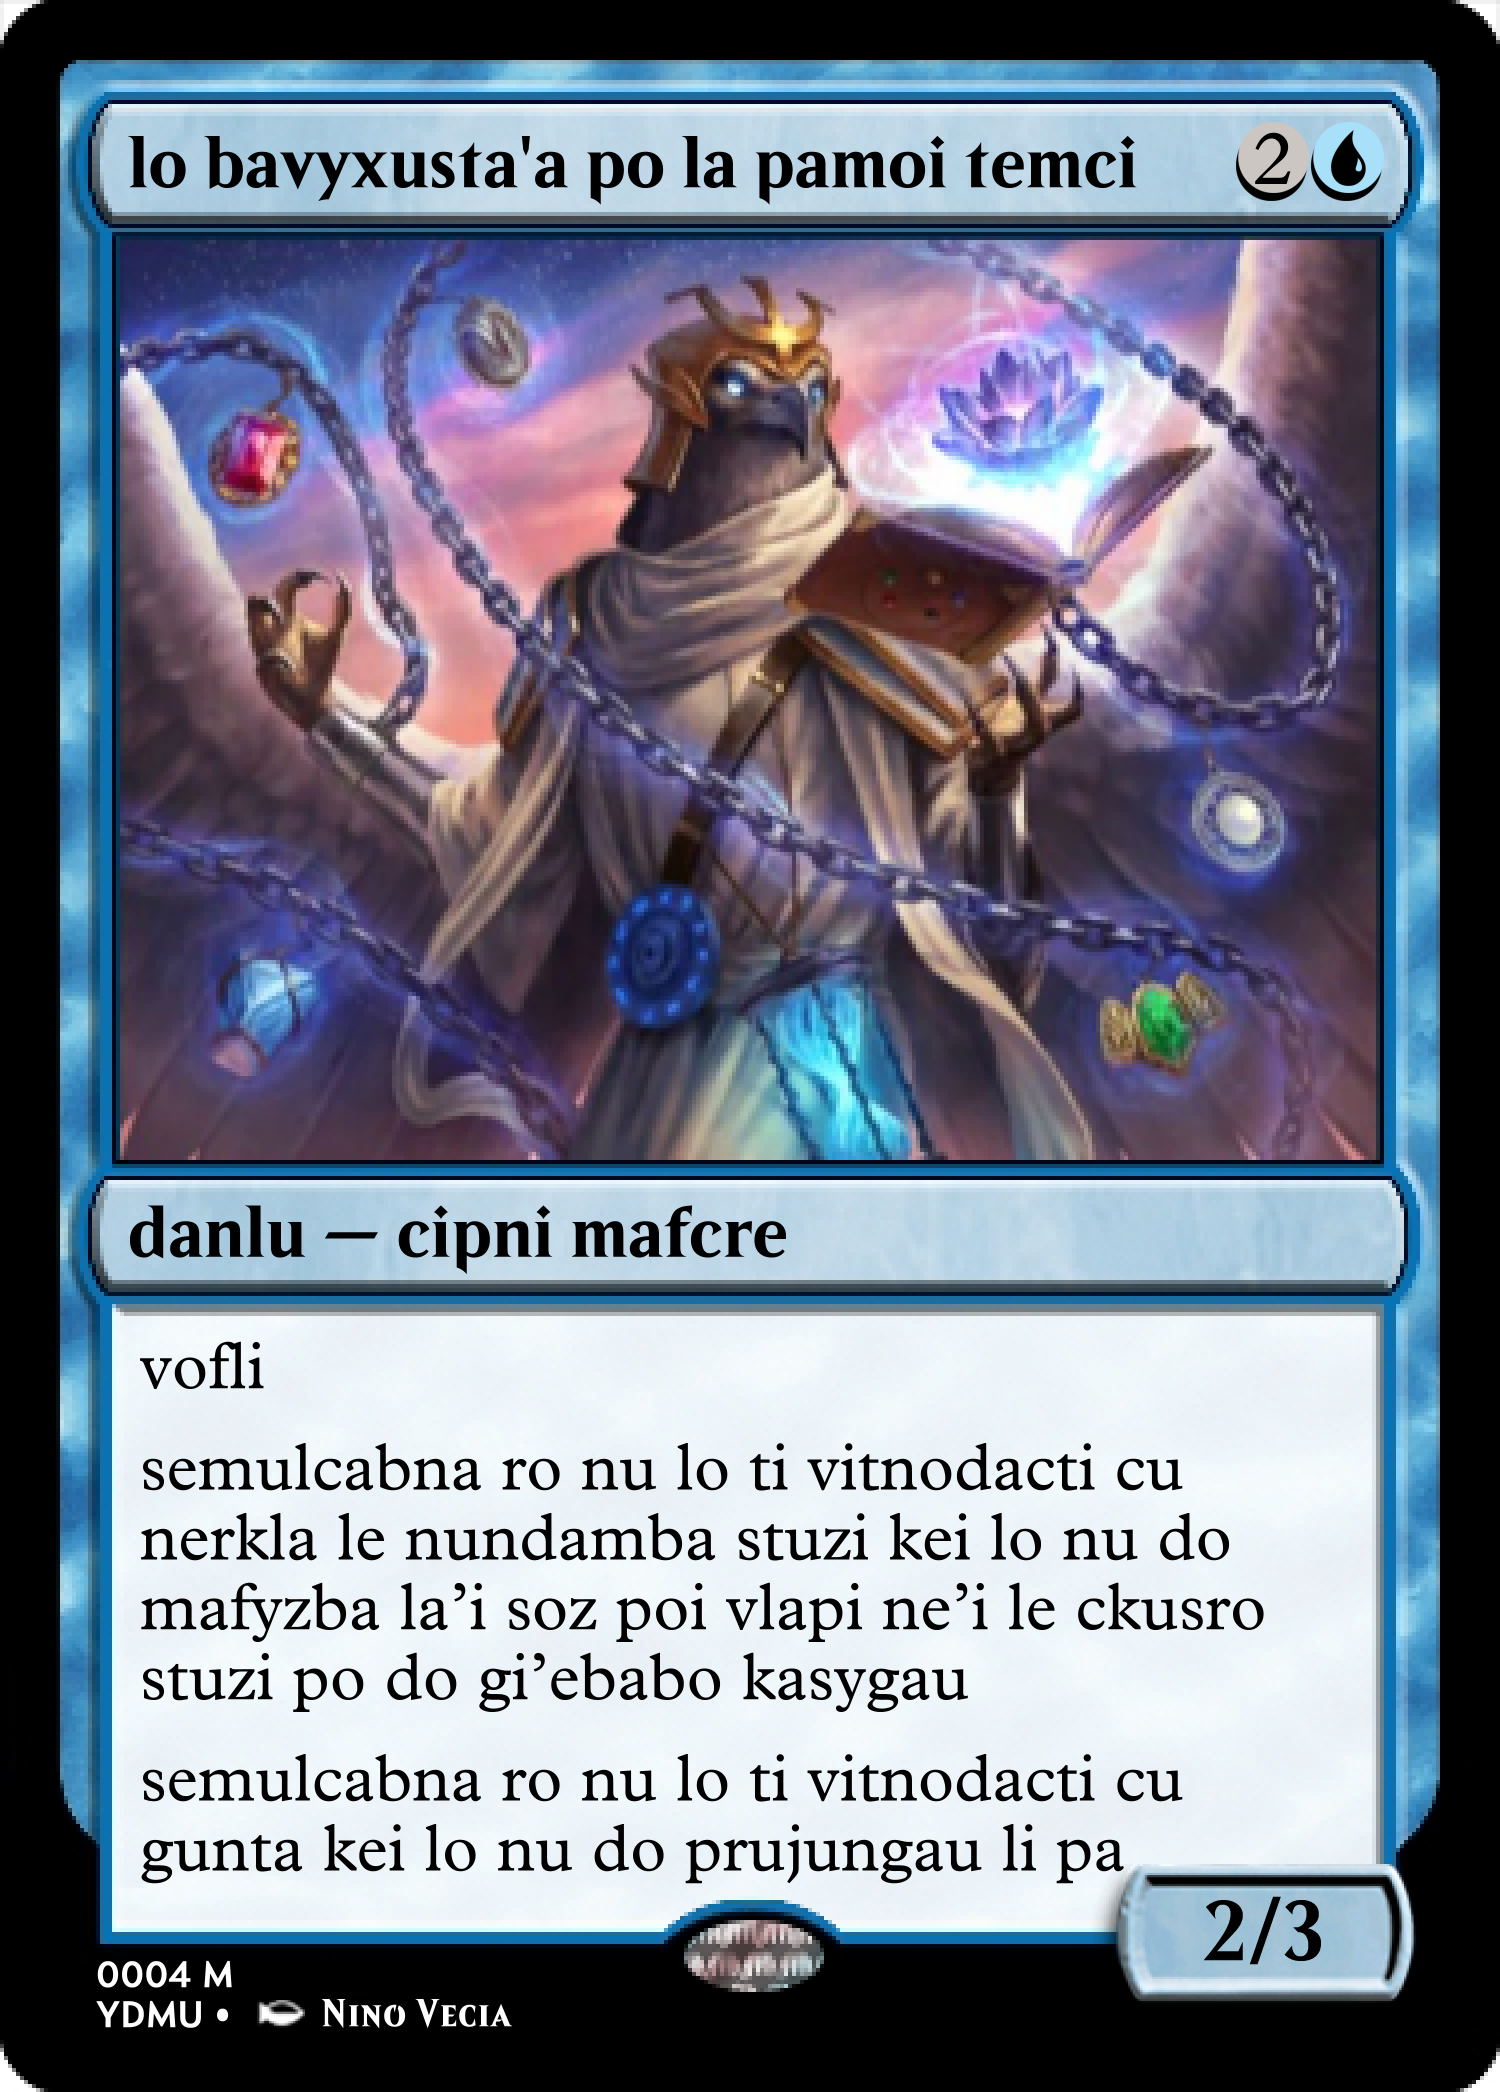 lo bavyxusta'a po la pamoi temci 2
danlu — cipni mafcre
vofli
semulcabna ro nu lo ti vitnodacti cu
nerkla le nundamba stuzi kei lo nu do
mafyzba la’i soz poi vlapi ne’i le ckusro
stuzi po do gi’ebabo kasygau
semulcabna ro nu lo ti vitnodacti cu
gunta kei lo nu do prujungau li pa
2/3
0004 M
YDMU • Nino Vecia